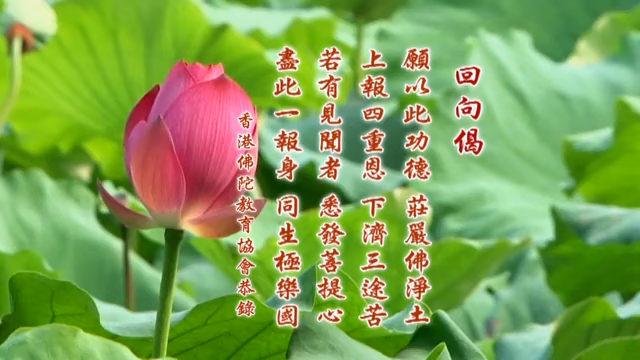 回向偈
願以此功德 莊嚴佛淨土
上報四重恩 下濟三途苦
若有見聞者 悉發菩提心
盡此一報身 同生極樂國
香港佛陀教育協會恭錄